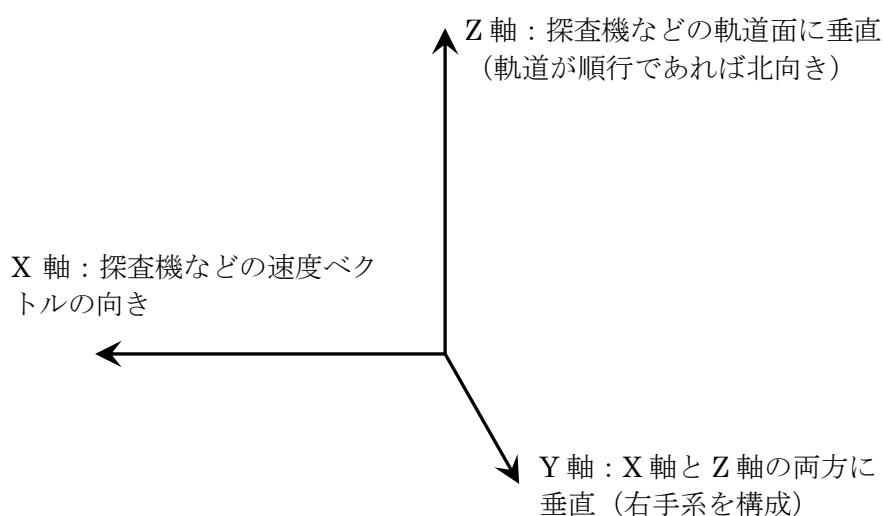 Z 軸：探査機などの軌道面に垂直
（軌道が順行であれば北向き）
X 軸：探査機などの速度ベク
トルの向き
Y 軸：X 軸と Z 軸の両方に
垂直（右手系を構成）